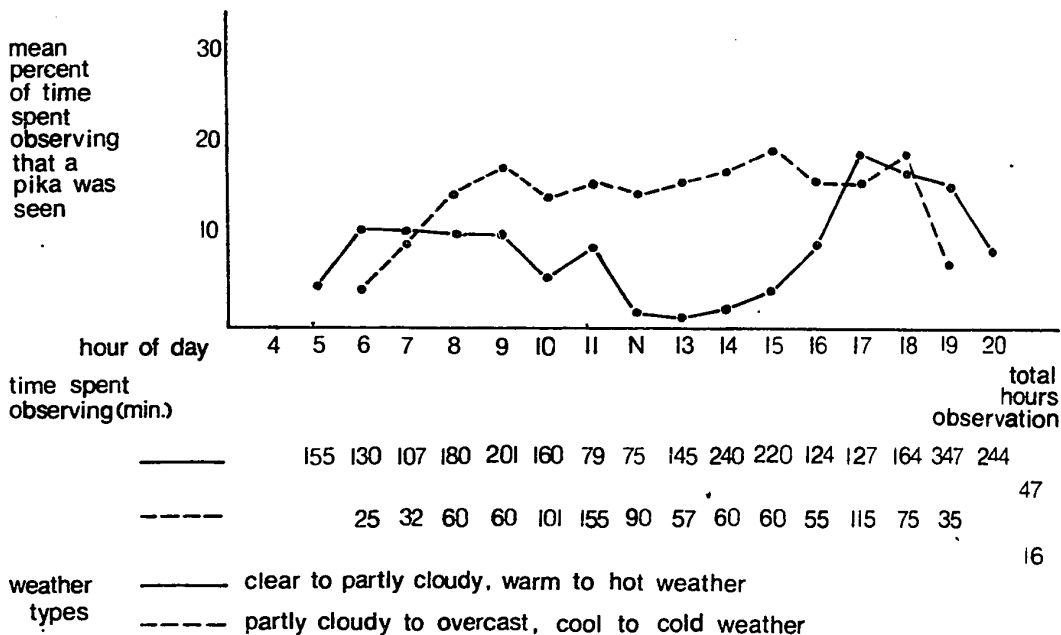 mean
percent
of time
spent
observing
that a
pika was
seen
30
20
10
hour of day 4 5 6 7 8 9 10 11 N 13 14 15 16 17 18 19 20
time spent
observing (min.)
total
hours
observation
155 130 107 180 201 160 79 75 145 240 220 124 127 164 347 244
47
25 32 60 60 101 155 90 57 60 60 55 115 75 35
16
weather
types
clear to partly cloudy, warm to hot weather
partly cloudy to overcast, cool to cold weather